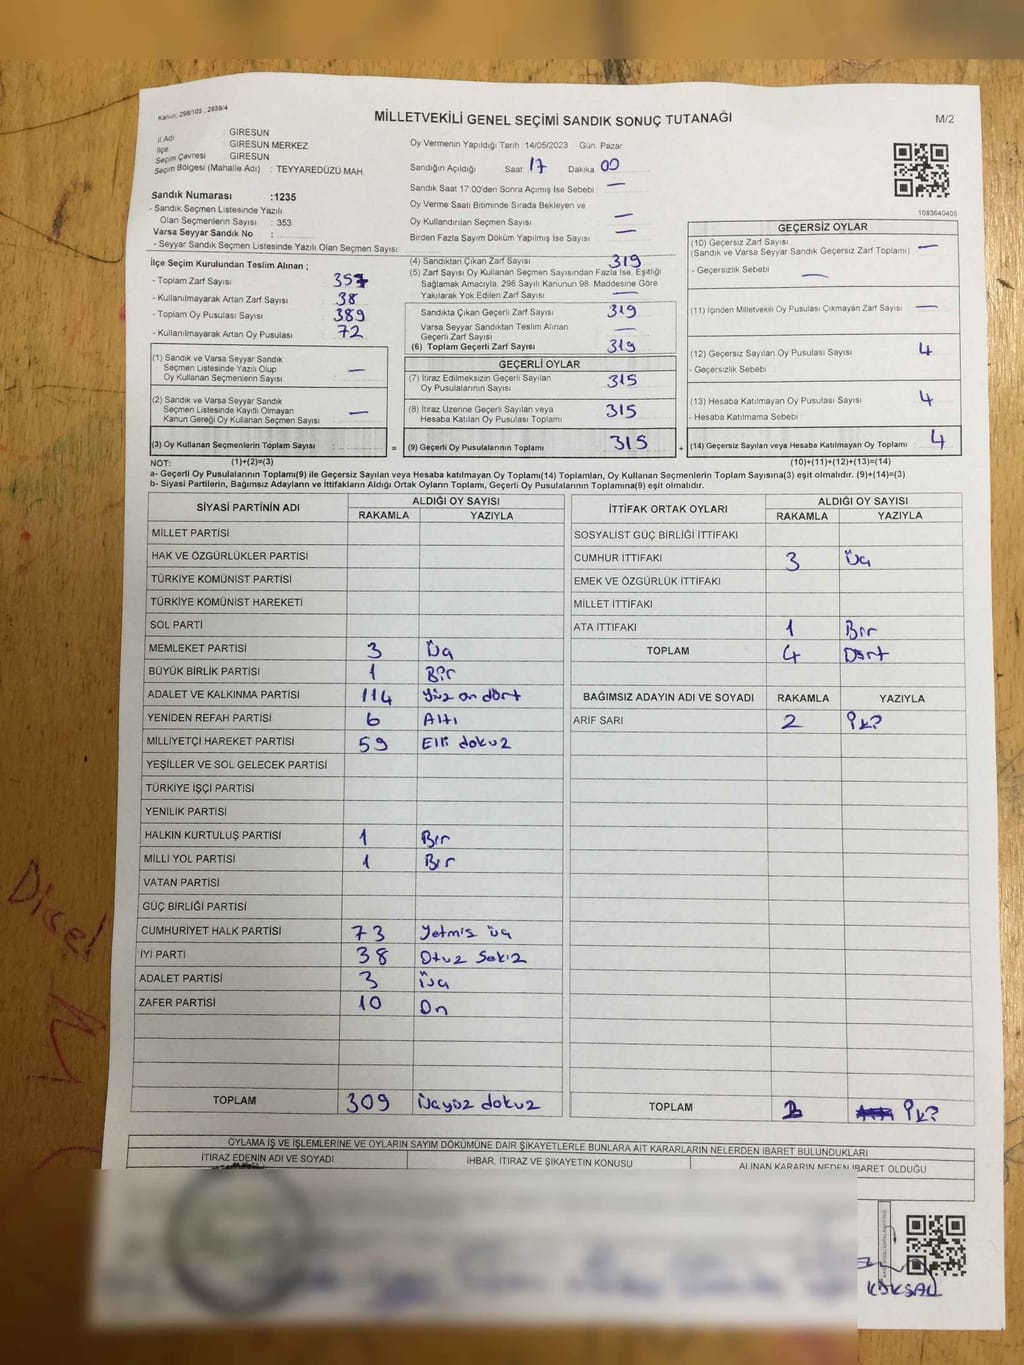 Kanun: 298/105, 2839/4
MİLLETVEKİLİ GENEL SEÇİMİ SANDIK SONUÇ TUTANAĞI
M/2
İl Adı : GİRESUN
İlçe : GİRESUN MERKEZ
Seçim Çevresi : GİRESUN
Seçim Bölgesi (Mahalle Adı) : TEYYAREDÜZÜ MAH.
Oy Vermenin Yapıldığı Tarih 14/05/2023 Gün Pazar
Sandığın Açıldığı Saat 17 Dakika 00
Sandık Saat 17 00'den Sonra Açımış İse Sebebi —
Oy Verme Saati Bitiminde Sırada Bekleyen ve
Oy Kullandırılan Seçmen Sayısı —
Birden Fazla Sayım Döküm Yapılmış İse Sayısı —
1083640405
Sandık Numarası :1235
- Sandık Seçmen Listesinde Yazılı
Olan Seçmenlerin Sayısı : 353
Varsa Seyyar Sandık No :
- Seyyar Sandık Seçmen Listesinde Yazılı Olan Seçmen Sayısı
İlçe Seçim Kurulundan Teslim Alınan ;
- Toplam Zarf Sayısı 357
- Kullanılmayarak Artan Zarf Sayısı 38
- Toplam Oy Pusulası Sayısı 389
- Kullanılmayarak Artan Oy Pusulası 72
(1) Sandık ve Varsa Seyyar Sandık
Seçmen Listesinde Yazılı Olup
Oy Kullanan Seçmenlerin Sayısı —
(2) Sandık ve Varsa Seyyar Sandık
Seçmen Listesinde Kayıtlı Olmayan
Kanun Gereği Oy Kullanan Seçmen Sayısı —
(3) Oy Kullanan Seçmenlerin Toplam Sayısı :
(4) Sandıktan Çıkan Zarf Sayısı 319
(5) Zarf Sayısı Oy Kullanan Seçmen Sayısından Fazla İse, Eşitliği
Sağlamak Amacıyla, 298 Sayılı Kanunun 98. Maddesine Göre
Yakılarak Yok Edilen Zarf Sayısı —
Sandıkta Çıkan Geçerli Zarf Sayısı 319
Varsa Seyyar Sandıktan Teslim Alınan
Geçerli Zarf Sayısı —
(6) Toplam Geçerli Zarf Sayısı 319
GEÇERLİ OYLAR
(7) İtiraz Edilmeksizin Geçerli Sayılan
Oy Pusulalarının Sayısı 315
(8) İtiraz Üzerine Geçerli Sayılan veya
Hesaba Katılan Oy Pusulası Toplamı 315
= (9) Geçerli Oy Pusulalarının Toplamı 315 +
GEÇERSİZ OYLAR
(10) Geçersiz Zarf Sayısı —
(Sandık ve Varsa Seyyar Sandık Geçersiz Zarf Toplamı)
- Geçersizlik Sebebi —
(11) İçinden Milletvekili Oy Pusulası Çıkmayan Zarf Sayısı —
(12) Geçersiz Sayılan Oy Pusulası Sayısı 4
- Geçersizlik Sebebi
(13) Hesaba Katılmayan Oy Pusulası Sayısı 4
- Hesaba Katılmama Sebebi
(14) Geçersiz Sayılan veya Hesaba Katılmayan Oy Toplamı : 4
NOT: (1)+(2)=(3) (10)+(11)+(12)+(13)=(14)
a- Geçerli Oy Pusulalarının Toplamı(9) ile Geçersiz Sayılan veya Hesaba katılmayan Oy Toplamı(14) Toplamları, Oy Kullanan Seçmenlerin Toplam Sayısına(3) eşit olmalıdır. (9)+(14)=(3)
b- Siyasi Partilerin, Bağımsız Adayların ve İttifakların Aldığı Ortak Oyların Toplamı, Geçerli Oy Pusulalarının Toplamına(9) eşit olmalıdır.
SİYASİ PARTİNİN ADI ALDIĞI OY SAYISI
RAKAMLA YAZIYLA
MİLLET PARTİSİ
HAK VE ÖZGÜRLÜKLER PARTİSİ
TÜRKİYE KOMÜNİST PARTİSİ
TÜRKİYE KOMÜNİST HAREKETİ
SOL PARTİ
MEMLEKET PARTİSİ 3 Üç
BÜYÜK BİRLİK PARTİSİ 1 Bir
ADALET VE KALKINMA PARTİSİ 114 yüz on dört
YENİDEN REFAH PARTİSİ 6 Altı
MİLLİYETÇİ HAREKET PARTİSİ 59 Elli dokuz
YEŞİLLER VE SOL GELECEK PARTİSİ
TÜRKİYE İŞÇİ PARTİSİ
YENİLİK PARTİSİ
HALKIN KURTULUŞ PARTİSİ 1 Bir
MİLLİ YOL PARTİSİ 1 Bir
VATAN PARTİSİ
GÜÇ BİRLİĞİ PARTİSİ
CUMHURİYET HALK PARTİSİ 73 Yetmiş üç
İYİ PARTİ 38 Otuz Sekiz
ADALET PARTİSİ 3 Üç
ZAFER PARTİSİ 10 On
TOPLAM 309 Üçyüz dokuz
İTTİFAK ORTAK OYLARI ALDIĞI OY SAYISI
RAKAMLA YAZIYLA
SOSYALİST GÜÇ BİRLİĞİ İTTİFAKI
CUMHUR İTTİFAKI 3 Üç
EMEK VE ÖZGÜRLÜK İTTİFAKI
MİLLET İTTİFAKI
ATA İTTİFAKI 1 Bir
TOPLAM 4 Dört
BAĞIMSIZ ADAYIN ADI VE SOYADI RAKAMLA YAZIYLA
ARİF SARI 2 İki
TOPLAM 2 İki
OYLAMA İŞ VE İŞLEMLERİNE VE OYLARIN SAYIM DÖKÜMÜNE DAİR ŞİKAYETLERLE BUNLARA AİT KARARLARIN NELERDEN İBARET BULUNDUKLARI
İTİRAZ EDENİN ADI VE SOYADI İHBAR, İTİRAZ VE ŞİKAYETİN KONUSU ALINAN KARARIN NEDEN İBARET OLDUĞU
KÖKSAL